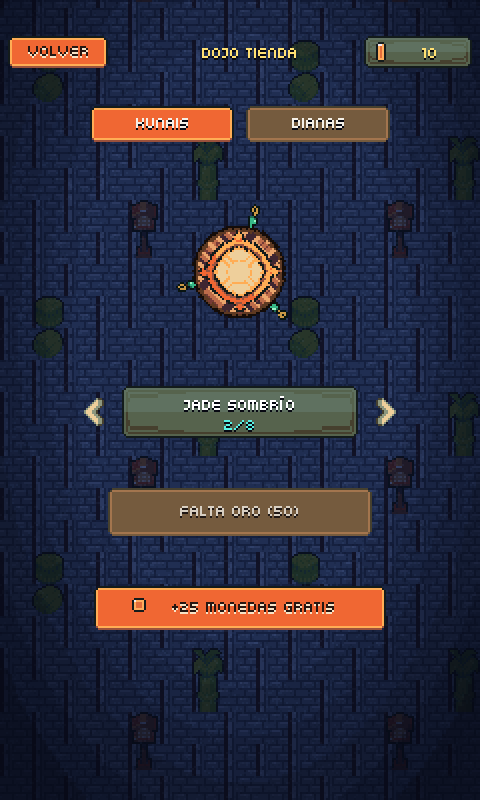 VOLVER
DOJO TIENDA
10
KUNAIS
DIANAS
JADE SOMBRÍO
2/8
FALTA ORO (50)
+25 MONEDAS GRATIS